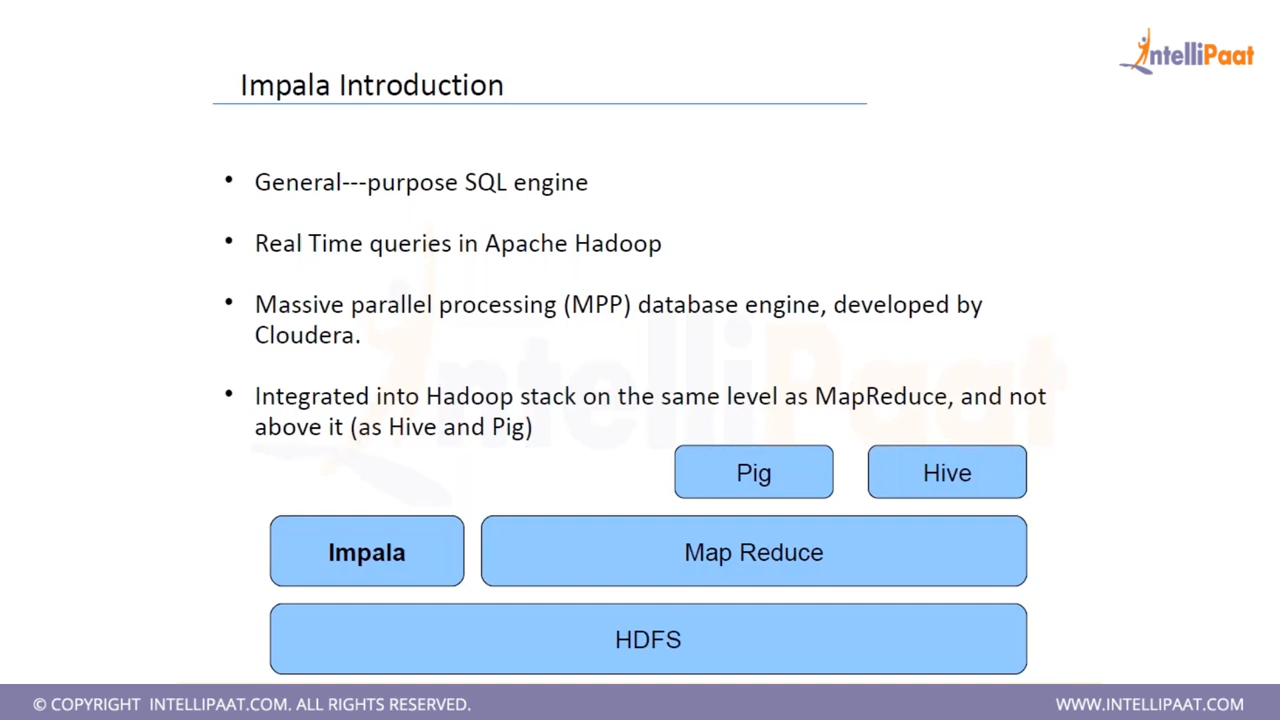 IntelliPaat
Impala Introduction
• General---purpose SQL engine
• Real Time queries in Apache Hadoop
• Massive parallel processing (MPP) database engine, developed by
Cloudera.
• Integrated into Hadoop stack on the same level as MapReduce, and not
above it (as Hive and Pig)
IntelliPaat
Pig
Hive
Impala
Map Reduce
HDFS
© COPYRIGHT INTELLIPAAT.COM. ALL RIGHTS RESERVED.
WWW.INTELLIPAAT.COM